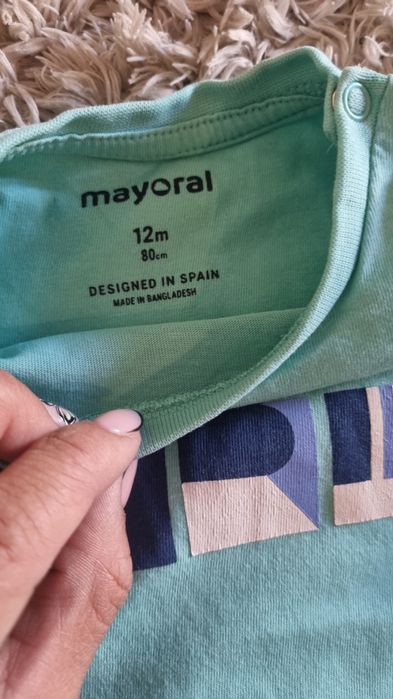 mayoral
12m
80cm
DESIGNED IN SPAIN
MADE IN BANGLADESH